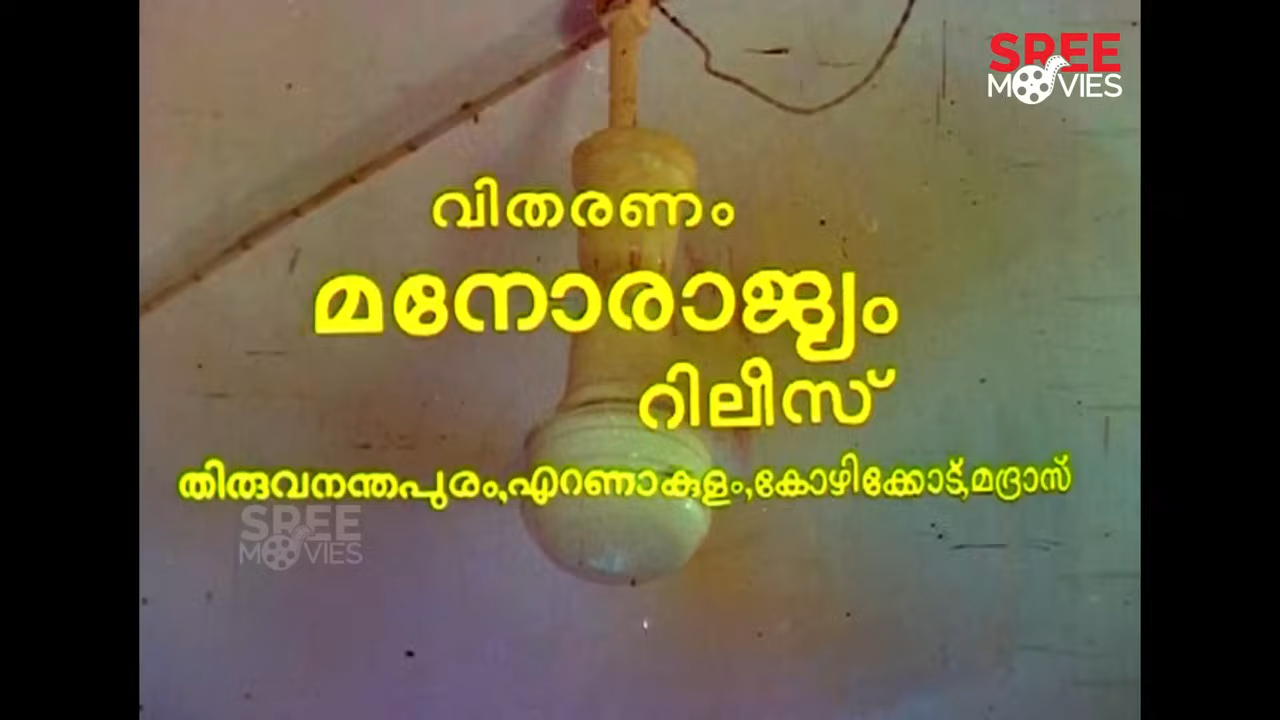 SREE
MOVIES
വിതരണം
മനോരാജ്യം
റിലീസ്
തിരുവനന്തപുരം,എറണാകുളം,കോഴിക്കോട്,മദ്രാസ്
SREE
MOVIES